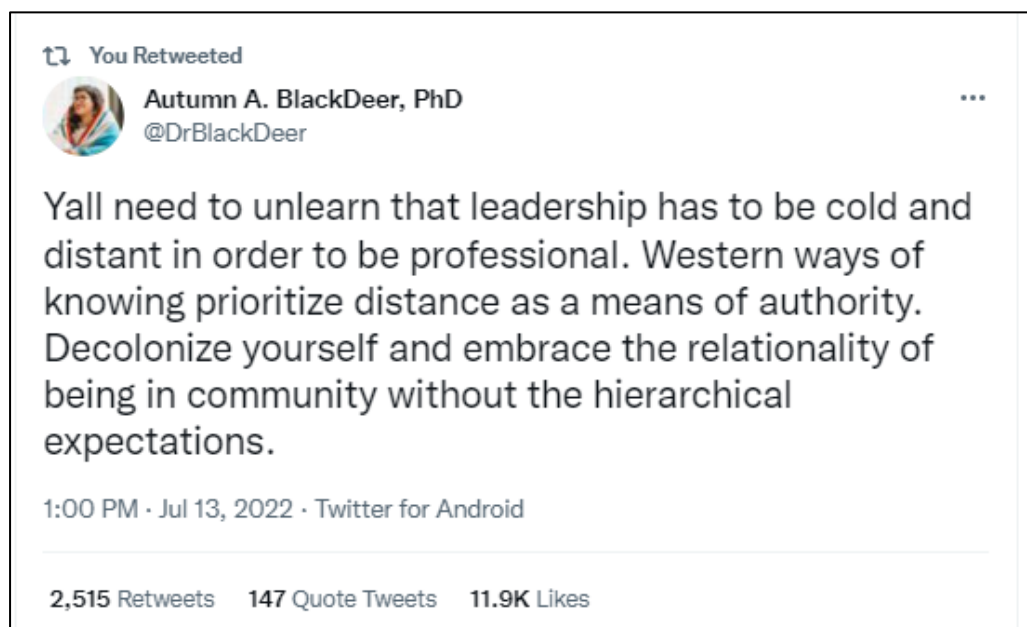 You Retweeted
Autumn A. BlackDeer, PhD
@DrBlackDeer
Yall need to unlearn that leadership has to be cold and
distant in order to be professional. Western ways of
knowing prioritize distance as a means of authority.
Decolonize yourself and embrace the relationality of
being in community without the hierarchical
expectations.
1:00 PM · Jul 13, 2022 · Twitter for Android
2,515 Retweets 147 Quote Tweets 11.9K Likes